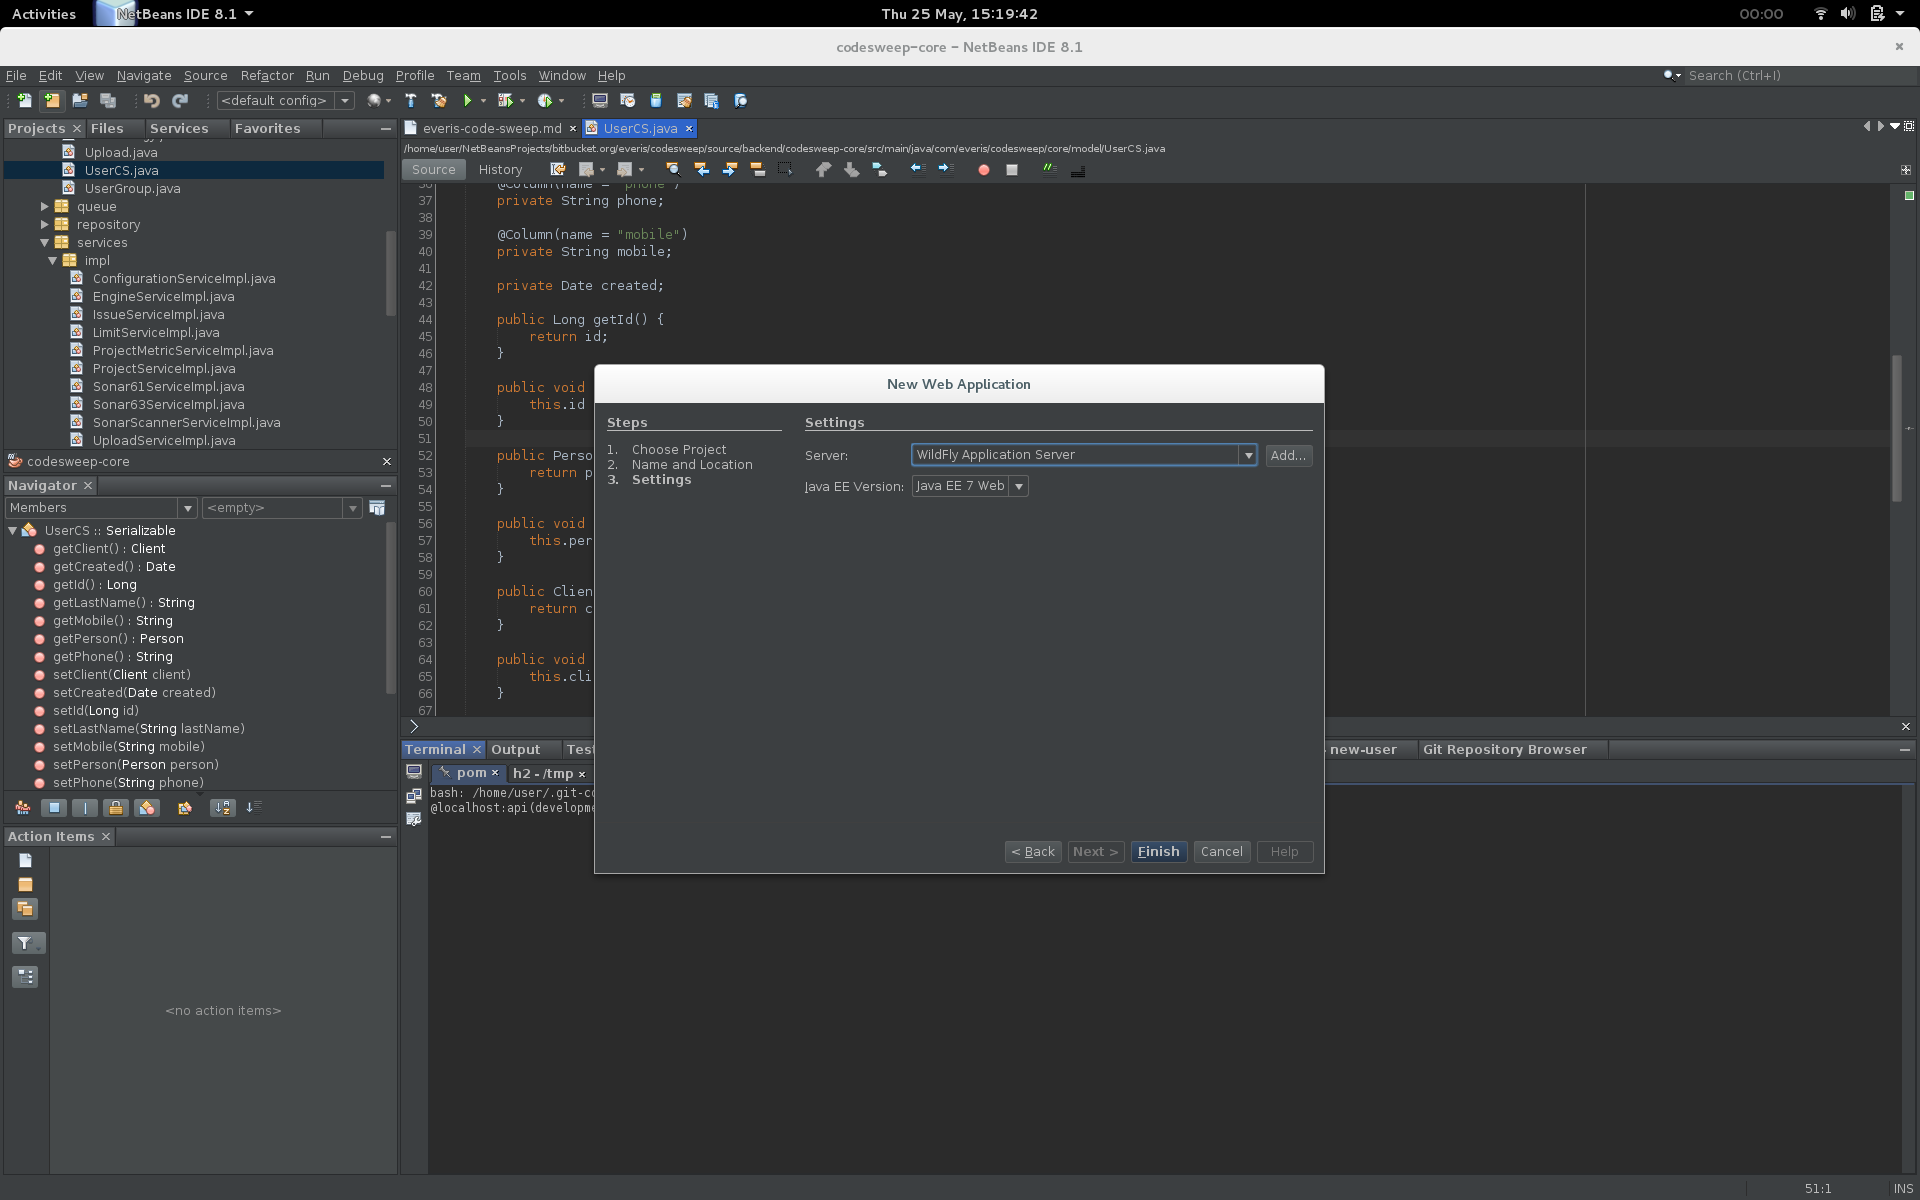 Activities NetBeans IDE 8.1 Thu 25 May, 15:19:42 00:00
codesweep-core – NetBeans IDE 8.1 ×
File Edit View Navigate Source Refactor Run Debug Profile Team Tools Window Help Search (Ctrl+I)
<default config>
Projects Files Services Favorites
Upload.java
UserCS.java
UserGroup.java
queue
repository
services
impl
ConfigurationServiceImpl.java
EngineServiceImpl.java
IssueServiceImpl.java
LimitServiceImpl.java
ProjectMetricServiceImpl.java
ProjectServiceImpl.java
Sonar61ServiceImpl.java
Sonar63ServiceImpl.java
SonarScannerServiceImpl.java
UploadServiceImpl.java
codesweep-core
Navigator
Members <empty>
UserCS :: Serializable
getClient() : Client
getCreated() : Date
getId() : Long
getLastName() : String
getMobile() : String
getPerson() : Person
getPhone() : String
setClient(Client client)
setCreated(Date created)
setId(Long id)
setLastName(String lastName)
setMobile(String mobile)
setPerson(Person person)
setPhone(String phone)
Action Items
<no action items>
everis-code-sweep.md UserCS.java
/home/user/NetBeansProjects/bitbucket.org/everis/codesweep/source/backend/codesweep-core/src/main/java/com/everis/codesweep/core/model/UserCS.java
Source History
36 @Column(name = "phone")
37 private String phone;
38
39 @Column(name = "mobile")
40 private String mobile;
41
42 private Date created;
43
44 public Long getId() {
45 return id;
46 }
47
48 public void
49 this.id
50 }
51
52 public Perso
53 return p
54 }
55
56 public void
57 this.per
58 }
59
60 public Clien
61 return c
62 }
63
64 public void
65 this.cli
66 }
67
New Web Application
Steps
1. Choose Project
2. Name and Location
3. Settings
Settings
Server: WildFly Application Server Add...
Java EE Version: Java EE 7 Web
< Back Next > Finish Cancel Help
Terminal Output Test new-user Git Repository Browser
pom h2 - /tmp
bash: /home/user/.git-co
@localhost:api(developme
51:1 INS